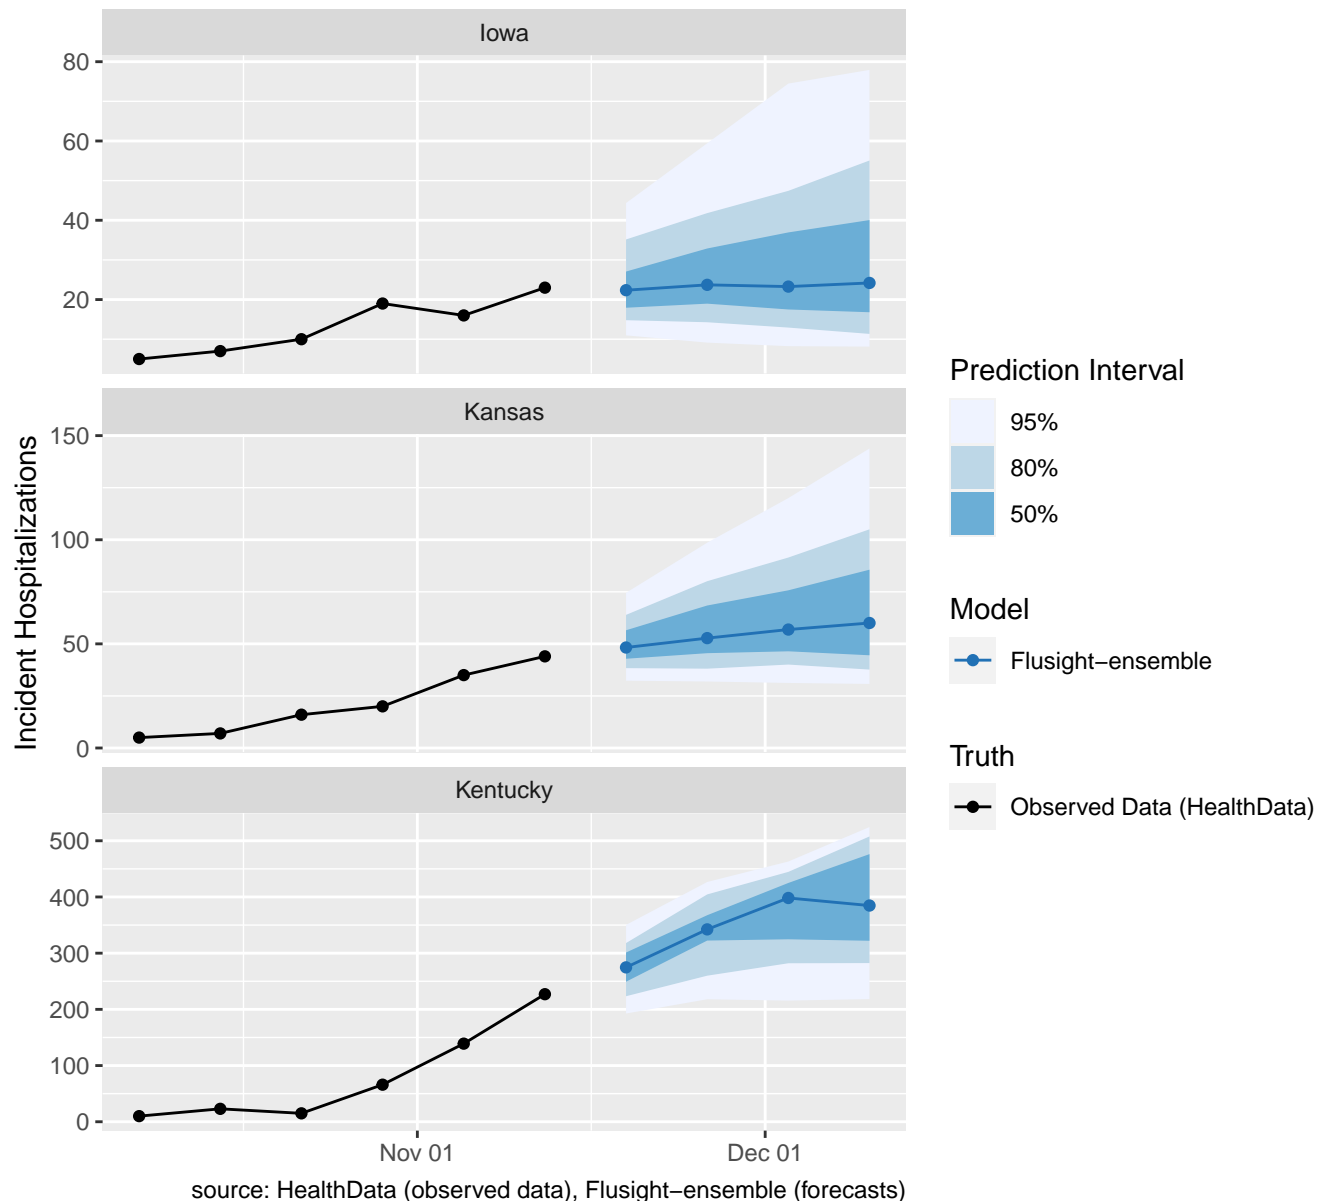 Iowa
80
60
40
20
Kansas
150
100
50
0
Kentucky
500
400
300
200
100
0
Incident Hospitalizations
Nov 01
Dec 01
source: HealthData (observed data), Flusight−ensemble (forecasts)
Prediction Interval
95%
80%
50%
Model
Flusight−ensemble
Truth
Observed Data (HealthData)